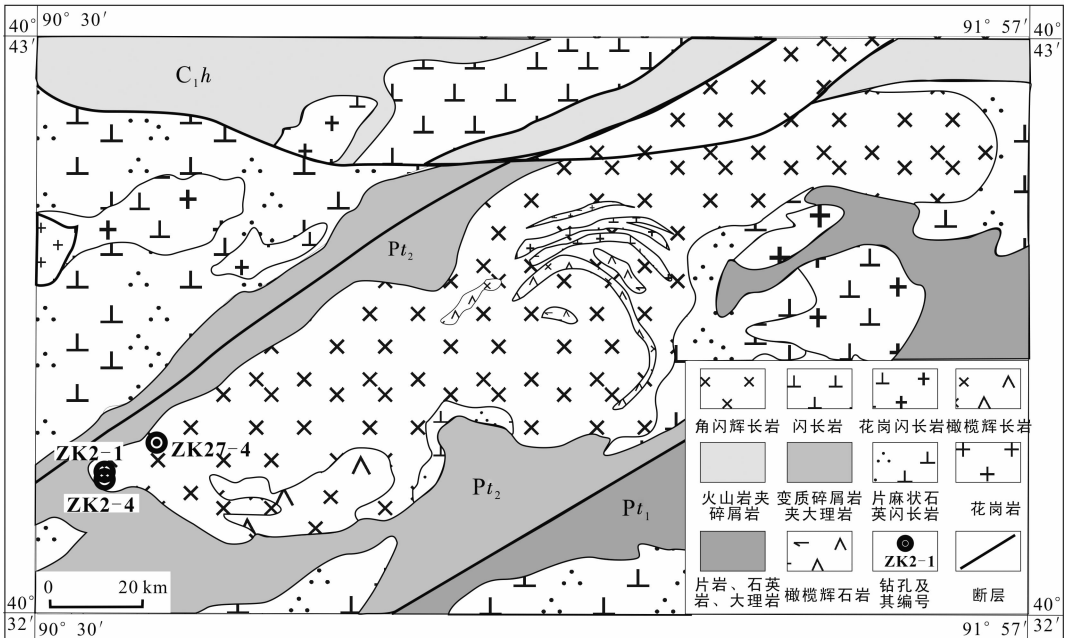 40° 90° 30′ 91° 57′ 40°
43′ 43′
C₁h
Pt₂
ZK2-1
ZK27-4
ZK2-4
Pt₂
Pt₁
0 20 km
角闪辉长岩 闪长岩 花岗闪长岩 橄榄辉长岩
火山岩夹 变质碎屑岩 片麻状石 花岗岩
碎屑岩 夹大理岩 英闪长岩
ZK2-1
片岩、石英 橄榄辉石岩 钻孔及 断层
岩、大理岩 其编号
40° 40°
32′ 90° 30′ 91° 57′ 32′